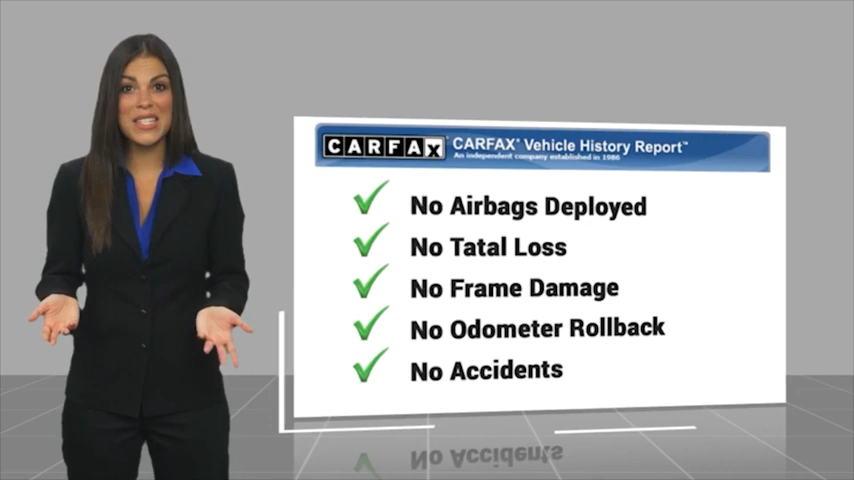 CARFAX CARFAX® Vehicle History Report™
An independent company established in 1986
No Airbags Deployed
No Tatal Loss
No Frame Damage
No Odometer Rollback
No Accidents
No Accidents